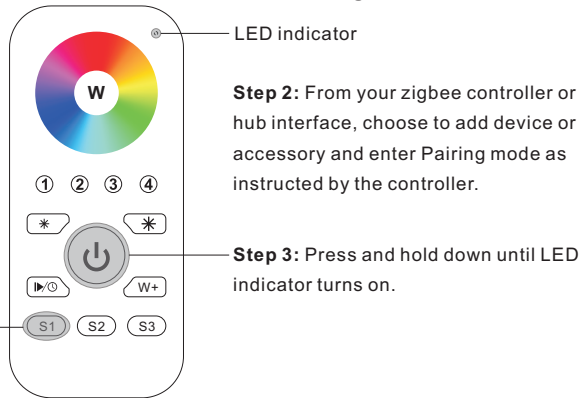 LED indicator
W
Step 2: From your zigbee controller or
hub interface, choose to add device or
accessory and enter Pairing mode as
instructed by the controller.
1 2 3 4
Step 3: Press and hold down until LED
indicator turns on.
W+
S1 S2 S3